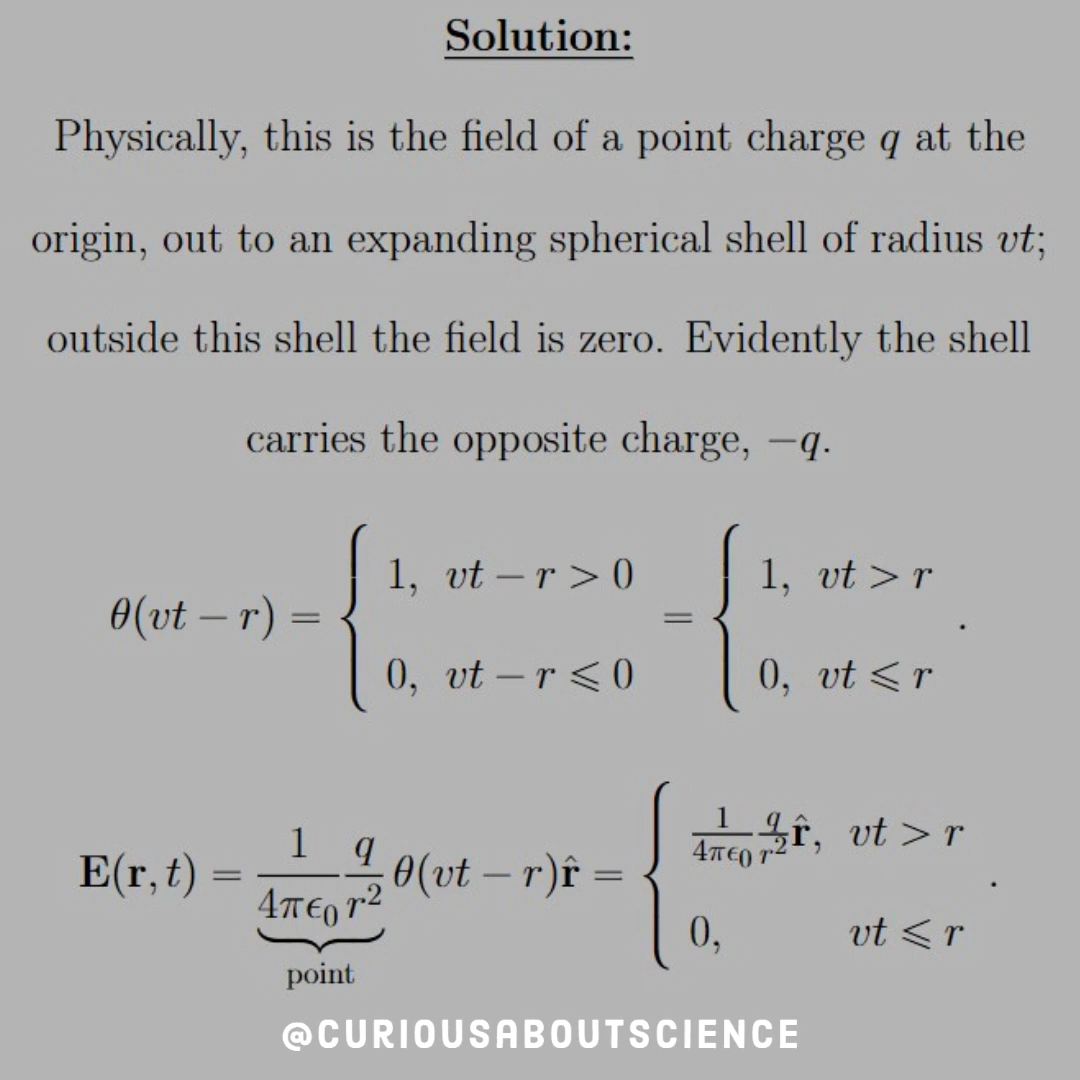 Solution:
Physically, this is the field of a point charge q at the
origin, out to an expanding spherical shell of radius vt;
outside this shell the field is zero. Evidently the shell
carries the opposite charge, −q.
θ(vt − r) = { 1, vt − r > 0; 0, vt − r ⩽ 0 = { 1, vt > r; 0, vt ⩽ r .
E(r, t) = 1/4πϵ₀ q/r² θ(vt − r)r̂ = { 1/4πϵ₀ q/r² r̂, vt > r; 0, vt ⩽ r .
point
@CURIOUSABOUTSCIENCE